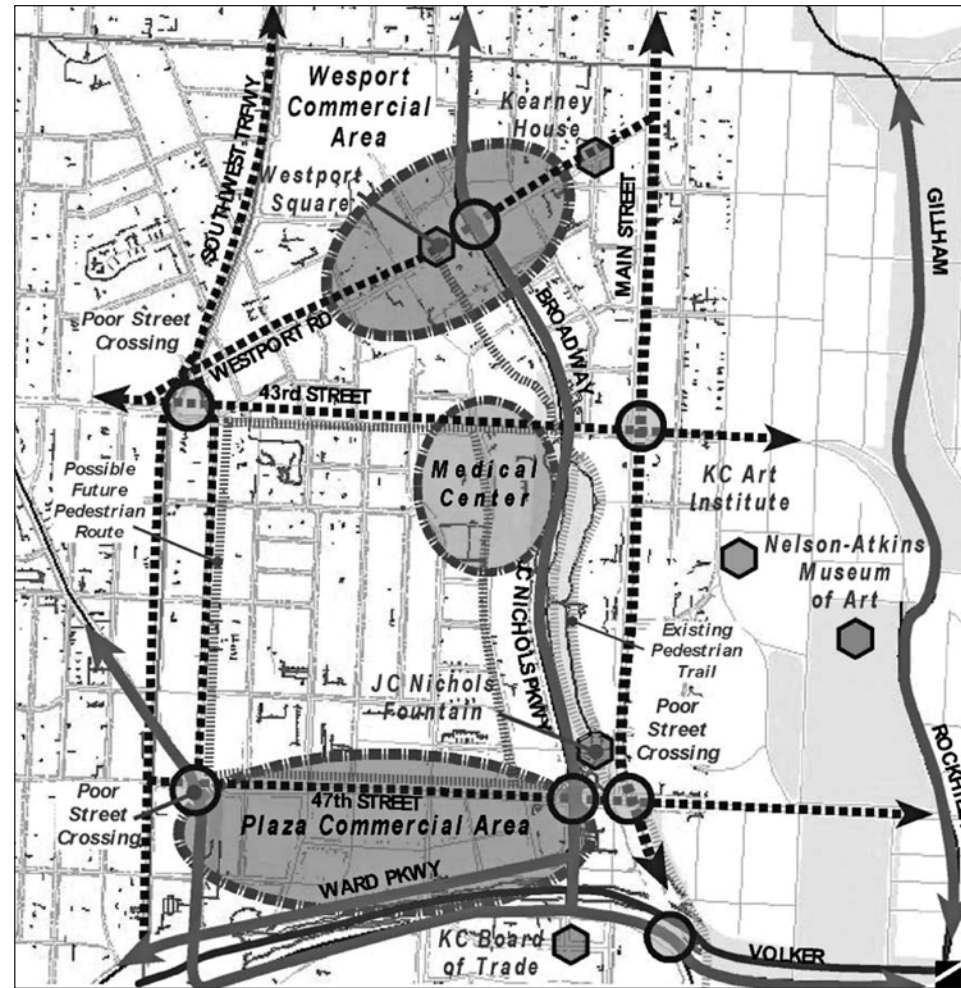 Wesport
Commercial
Area
Kearney
House
Westport
Square
SOUTHWEST TRFWY
MAIN STREET
GILLHAM
Poor Street
Crossing
WESTPORT RD
BROADWAY
43rd STREET
Possible
Future
Pedestrian
Route
Medical
Center
KC Art
Institute
Nelson-Atkins
Museum
of Art
JC NICHOLS PKWY
Existing
Pedestrian
Trail
JC Nichols
Fountain
Poor
Street
Crossing
ROCKHILL
Poor
Street
Crossing
47th STREET
Plaza Commercial Area
WARD PKWY
KC Board
of Trade
VOLKER